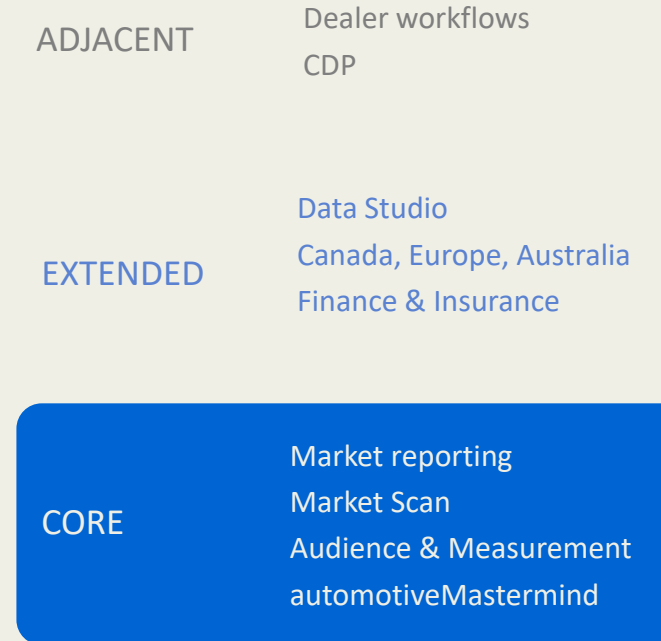 ADJACENT
Dealer workflows
CDP
EXTENDED
Data Studio
Canada, Europe, Australia
Finance & Insurance
CORE
Market reporting
Market Scan
Audience & Measurement
automotiveMastermind